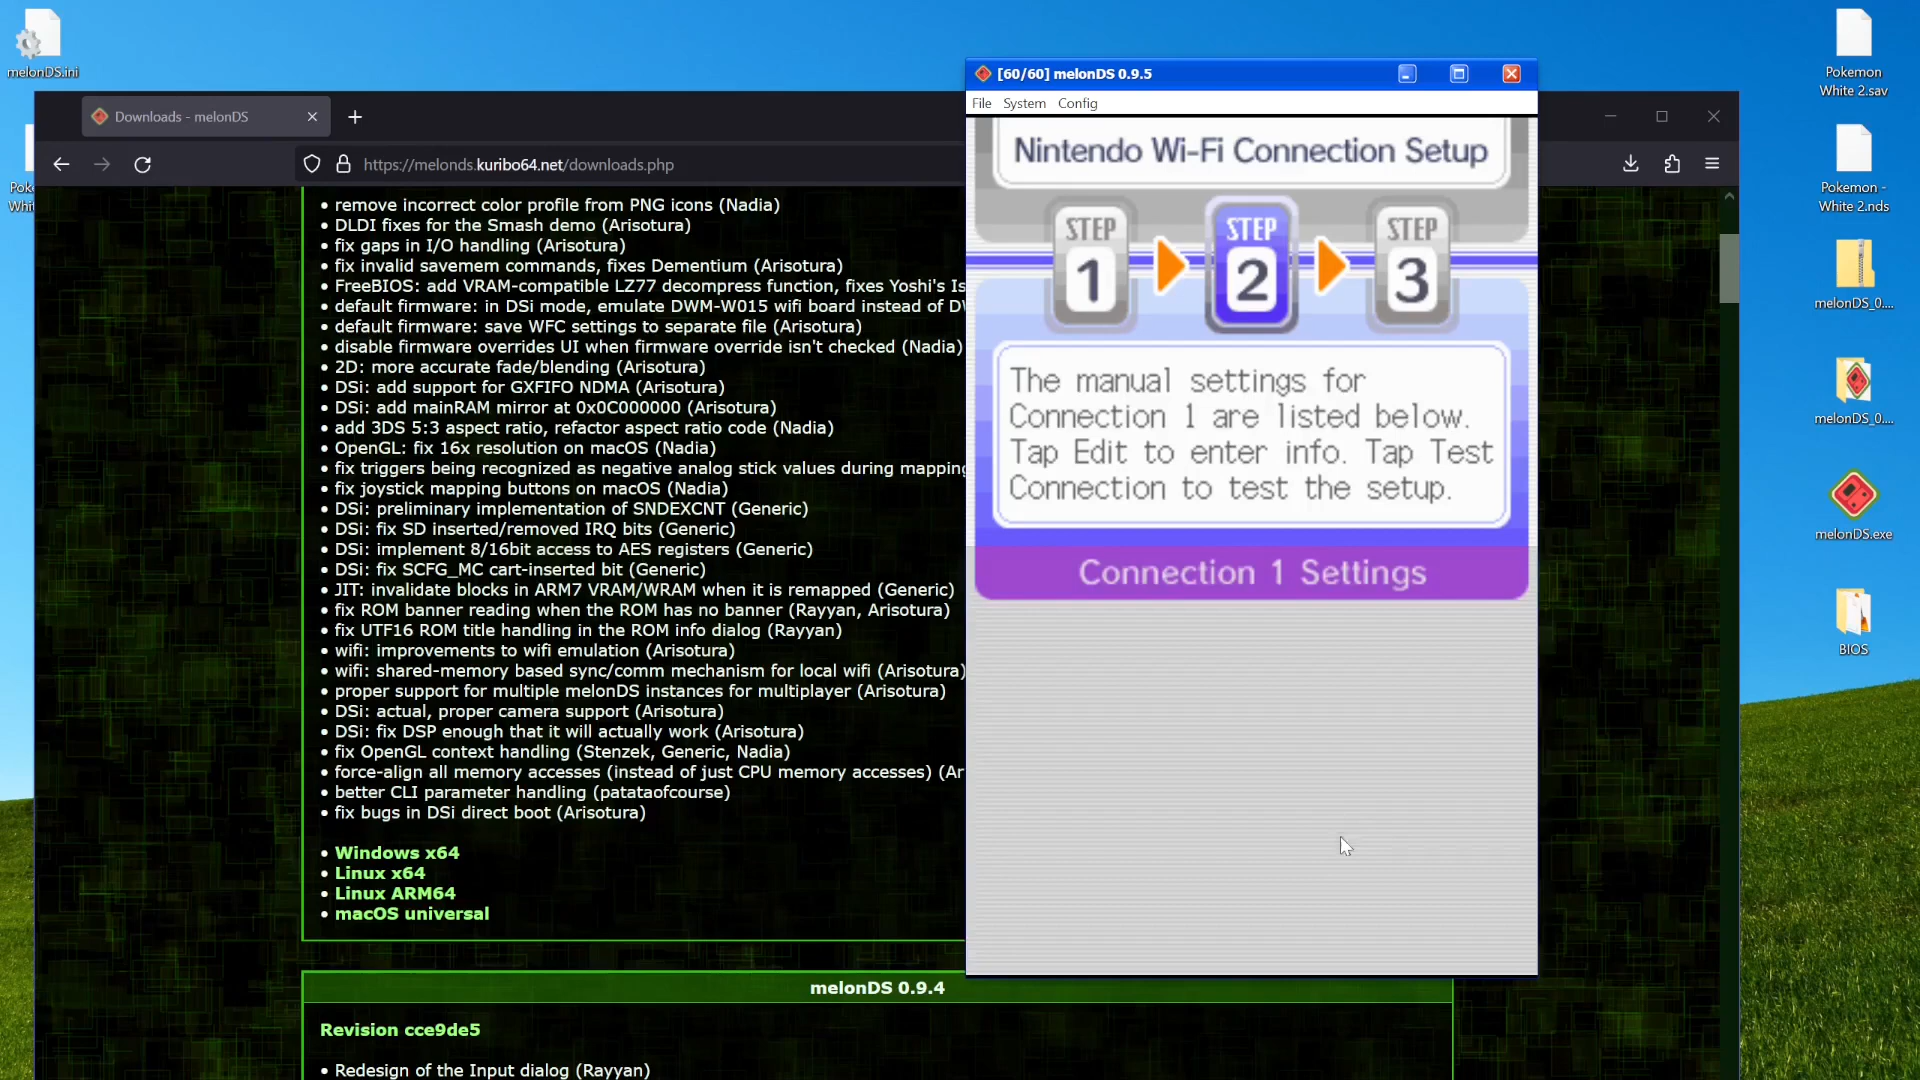 melonDS.ini
Downloads - melonDS
https://melonds.kuribo64.net/downloads.php
• remove incorrect color profile from PNG icons (Nadia)
• DLDI fixes for the Smash demo (Arisotura)
• fix gaps in I/O handling (Arisotura)
• fix invalid savemem commands, fixes Dementium (Arisotura)
• FreeBIOS: add VRAM-compatible LZ77 decompress function, fixes Yoshi's Is
• default firmware: in DSi mode, emulate DWM-W015 wifi board instead of
• default firmware: save WFC settings to separate file (Arisotura)
• disable firmware overrides UI when firmware override isn't checked (Nadia)
• 2D: more accurate fade/blending (Arisotura)
• DSi: add support for GXFIFO NDMA (Arisotura)
• DSi: add mainRAM mirror at 0x0C000000 (Arisotura)
• add 3DS 5:3 aspect ratio, refactor aspect ratio code (Nadia)
• OpenGL: fix 16x resolution on macOS (Nadia)
• fix triggers being recognized as negative analog stick values during mapping
• fix joystick mapping buttons on macOS (Nadia)
• DSi: preliminary implementation of SNDEXCNT (Generic)
• DSi: fix SD inserted/removed IRQ bits (Generic)
• DSi: implement 8/16bit access to AES registers (Generic)
• DSi: fix SCFG_MC cart-inserted bit (Generic)
• JIT: invalidate blocks in ARM7 VRAM/WRAM when it is remapped (Generic)
• fix ROM banner reading when the ROM has no banner (Rayyan, Arisotura)
• fix UTF16 ROM title handling in the ROM info dialog (Rayyan)
• wifi: improvements to wifi emulation (Arisotura)
• wifi: shared-memory based sync/comm mechanism for local wifi (Arisotura)
• proper support for multiple melonDS instances for multiplayer (Arisotura)
• DSi: actual, proper camera support (Arisotura)
• DSi: fix DSP enough that it will actually work (Arisotura)
• fix OpenGL context handling (Stenzek, Generic, Nadia)
• force-align all memory accesses (instead of just CPU memory accesses) (Ar
• better CLI parameter handling (patataofcourse)
• fix bugs in DSi direct boot (Arisotura)
• Windows x64
• Linux x64
• Linux ARM64
• macOS universal
melonDS 0.9.4
Revision cce9de5
• Redesign of the Input dialog (Rayyan)
[60/60] melonDS 0.9.5
File System Config
Nintendo Wi-Fi Connection Setup
STEP STEP STEP
1 2 3
The manual settings for
Connection 1 are listed below.
Tap Edit to enter info. Tap Test
Connection to test the setup.
Connection 1 Settings
Pokemon
White 2.sav
Pokemon -
White 2.nds
melonDS_0....
melonDS_0....
melonDS.exe
BIOS